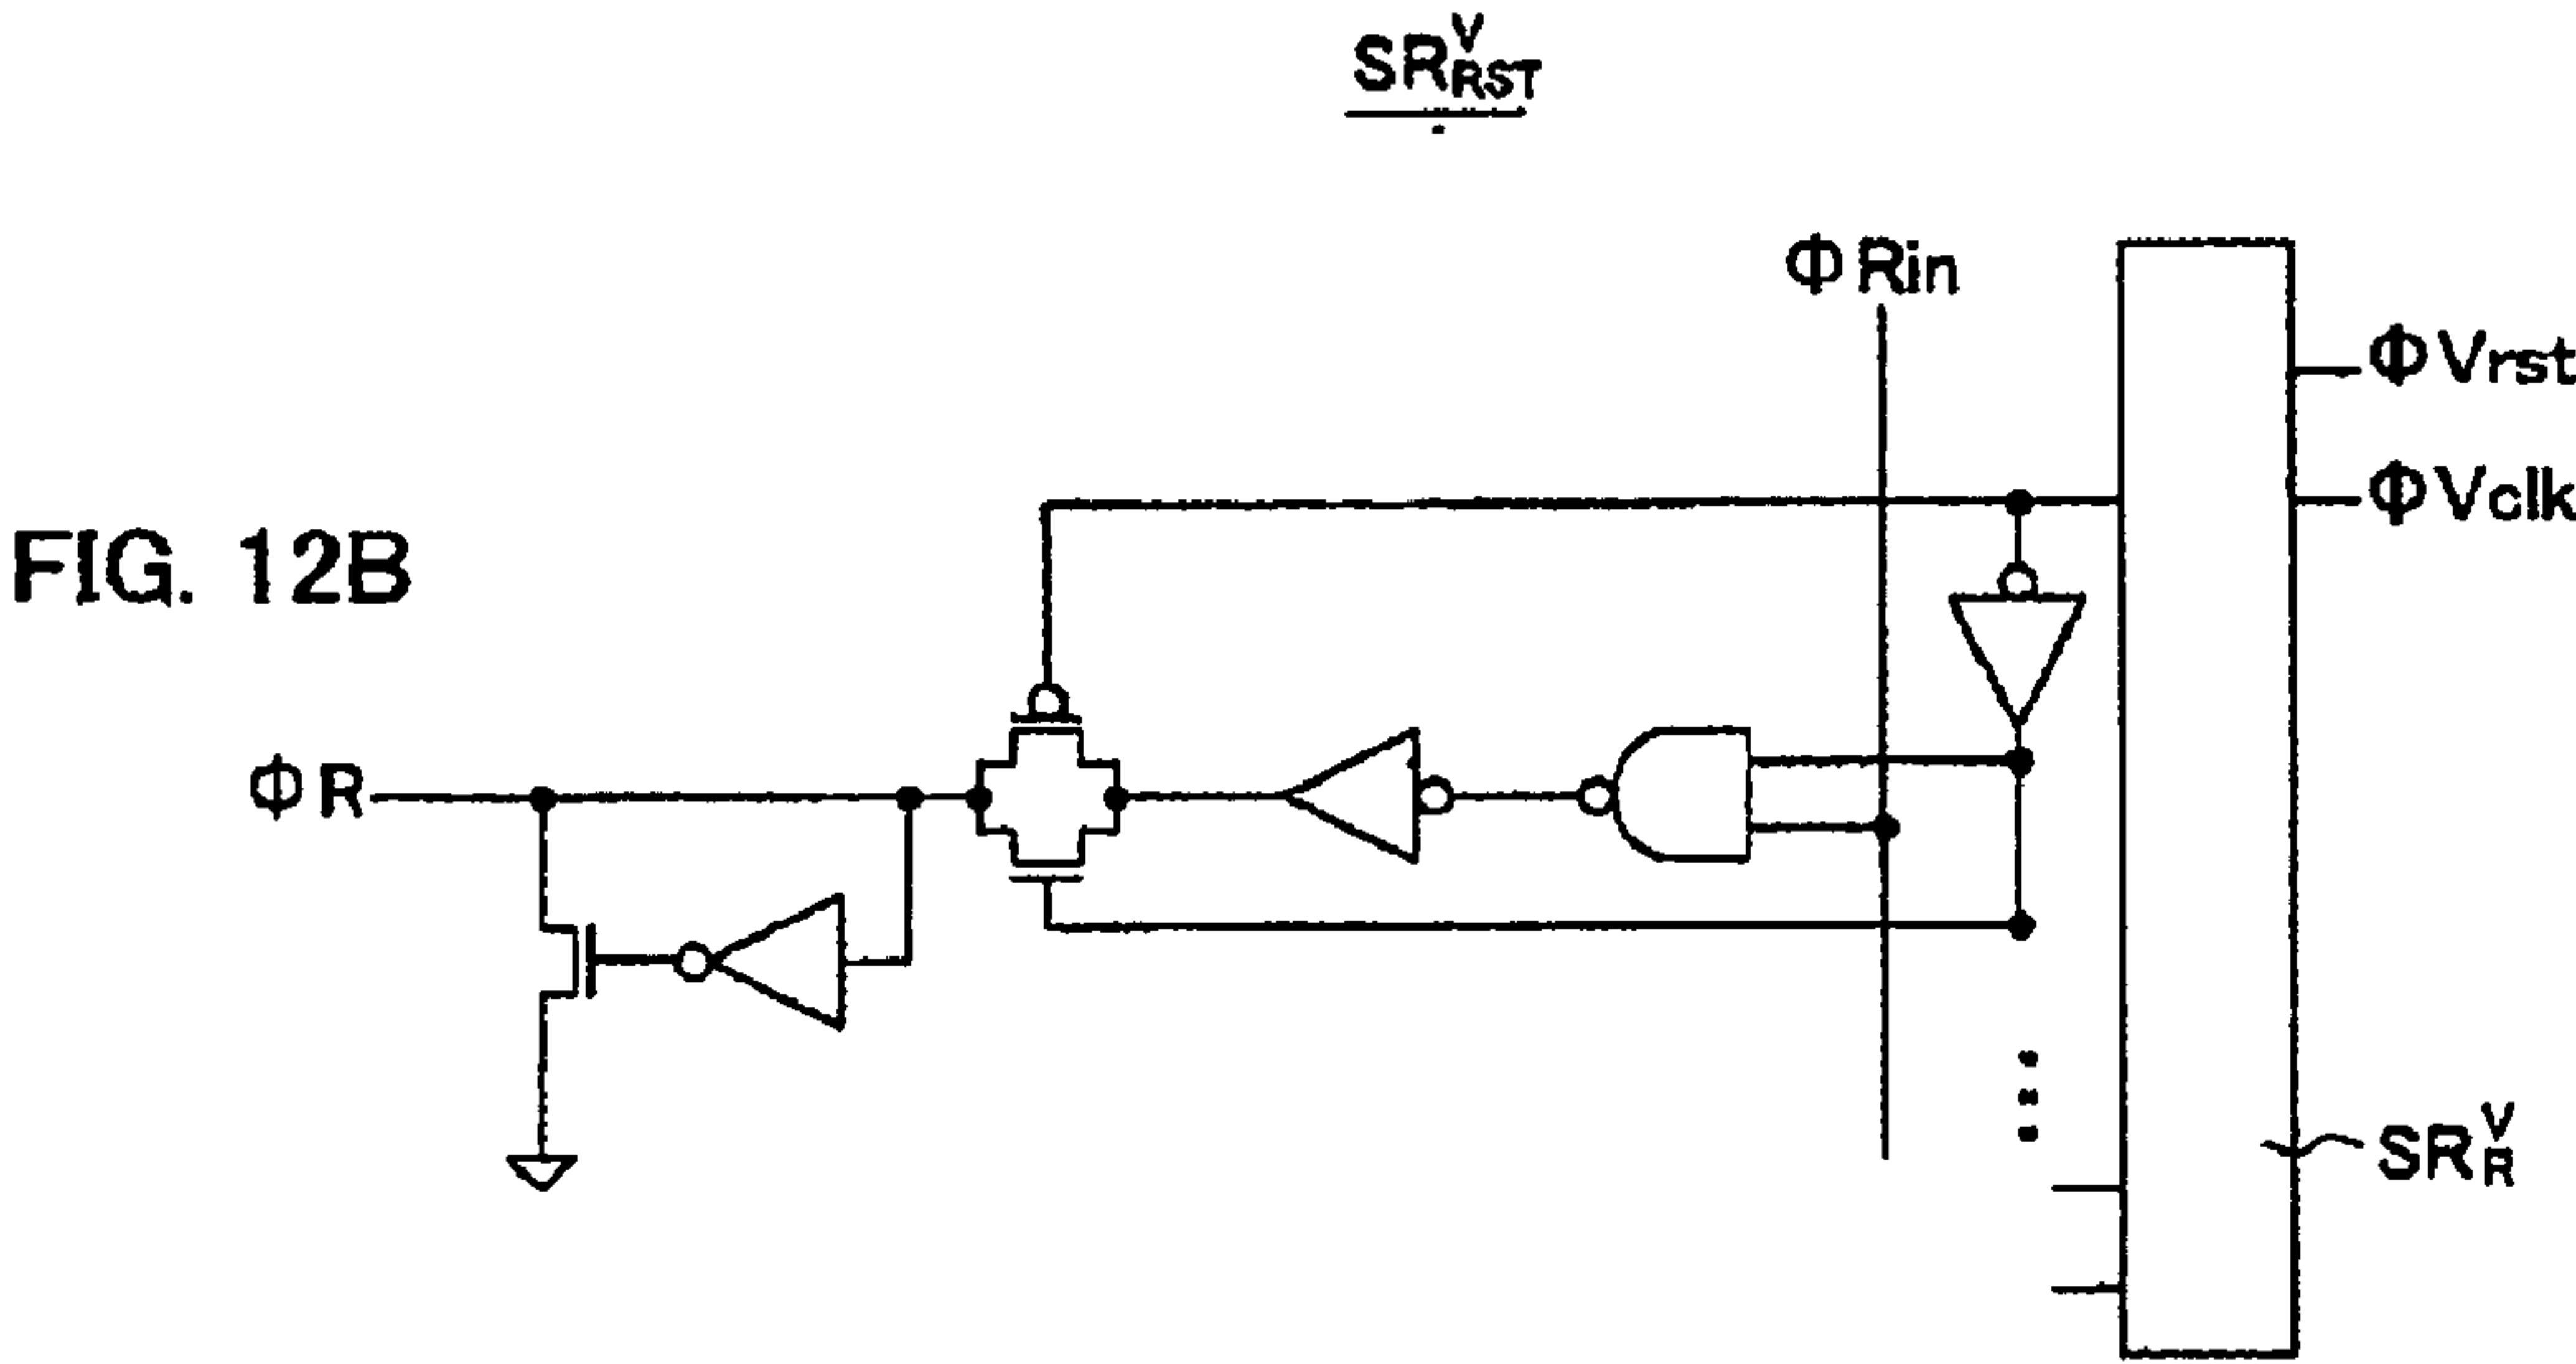 SR^V_RST
ΦRin
ΦVrst
ΦVclk
FIG. 12B
ΦR
SR^V_R